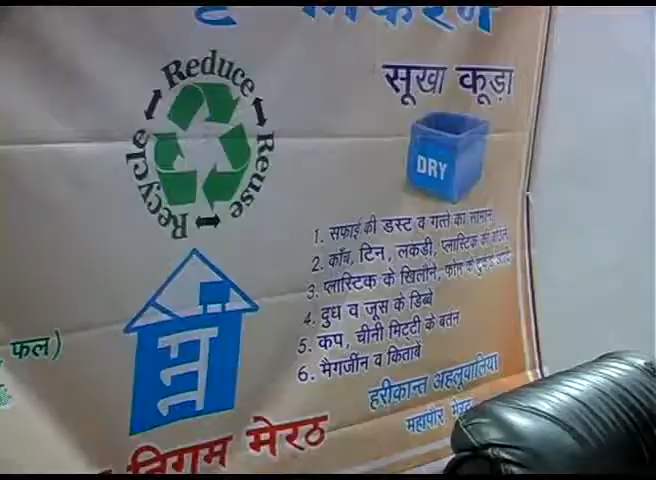 Reduce
Reuse
Recycle
सूखा कूड़ा
DRY
1. सफाई की डस्ट व गत्ते का सामान
2. काँच, टिन, लकडी, प्लास्टिक की
3. प्लास्टिक के खिलौने, फोम के
4. दुध व जूस के डिब्बे
5. कप, चीनी मिटटी के बर्तन
6. मैगजींन व किताबें
फल)
हरीकान्त अहलूवालिया
महापौर
निगम मेरठ